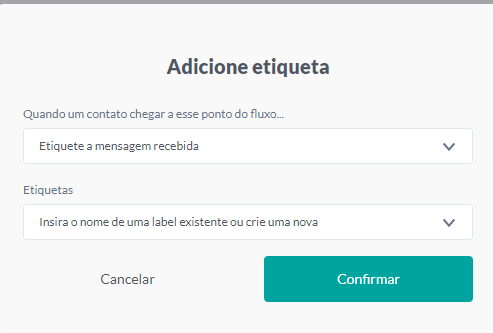 Adicione etiqueta
Quando um contato chegar a esse ponto do fluxo...
Etiquete a mensagem recebida
Etiquetas
Insira o nome de uma label existente ou crie uma nova
Cancelar
Confirmar